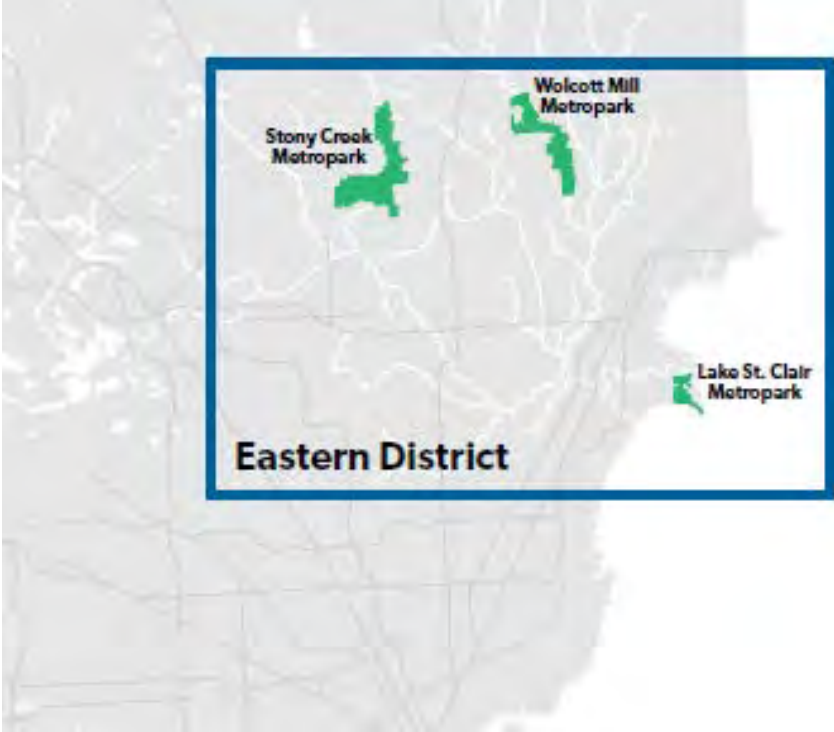 Wolcott Mill
Metropark
Stony Creek
Metropark
Lake St. Clair
Metropark
Eastern District